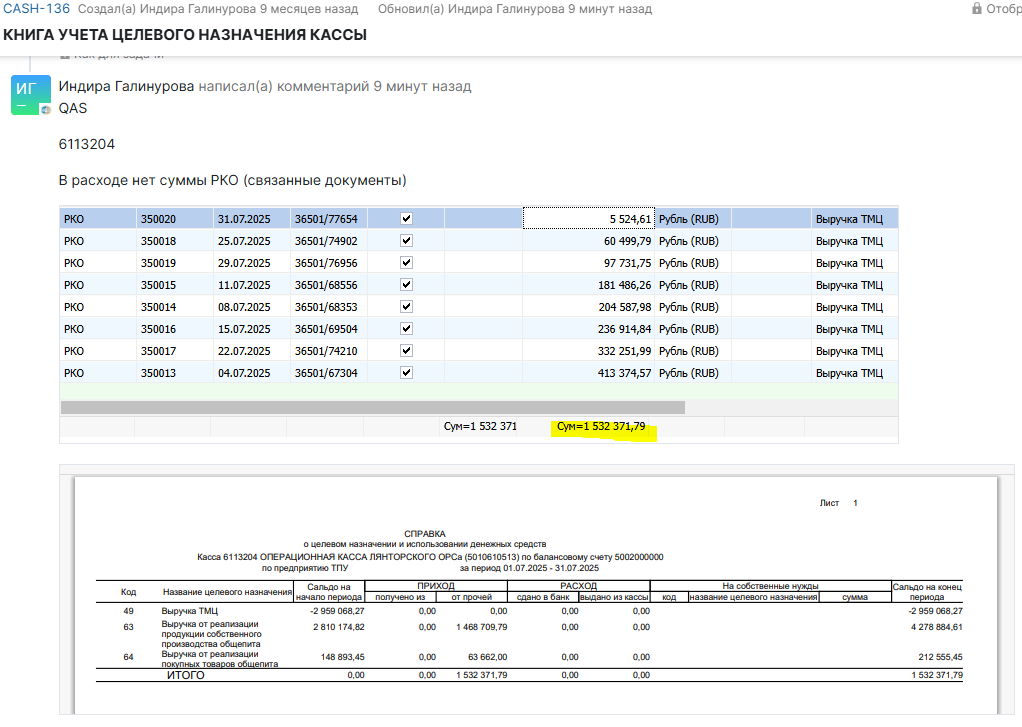 CASH-136 Создал(а) Индира Галинурова 9 месяцев назад Обновил(а) Индира Галинурова 9 минут назад Отобр
КНИГА УЧЕТА ЦЕЛЕВОГО НАЗНАЧЕНИЯ КАССЫ
ИГ
Индира Галинурова написал(а) комментарий 9 минут назад
QAS
6113204
В расходе нет суммы РКО (связанные документы)
РКО 350020 31.07.2025 36501/77654 5 524,61 Рубль (RUB) Выручка ТМЦ
РКО 350018 25.07.2025 36501/74902 60 499,79 Рубль (RUB) Выручка ТМЦ
РКО 350019 29.07.2025 36501/76956 97 731,75 Рубль (RUB) Выручка ТМЦ
РКО 350015 11.07.2025 36501/68556 181 486,26 Рубль (RUB) Выручка ТМЦ
РКО 350014 08.07.2025 36501/68353 204 587,98 Рубль (RUB) Выручка ТМЦ
РКО 350016 15.07.2025 36501/69504 236 914,84 Рубль (RUB) Выручка ТМЦ
РКО 350017 22.07.2025 36501/74210 332 251,99 Рубль (RUB) Выручка ТМЦ
РКО 350013 04.07.2025 36501/67304 413 374,57 Рубль (RUB) Выручка ТМЦ
Сум=1 532 371 Сум=1 532 371,79
Лист 1
СПРАВКА
о целевом назначении и использовании денежных средств
Касса 6113204 ОПЕРАЦИОННАЯ КАССА ЛЯНТОРСКОГО ОРСа (5010610513) по балансовому счету 5002000000
по предприятию ТПУ за период 01.07.2025 - 31.07.2025
Код Название целевого назначения Сальдо на начало периода ПРИХОД РАСХОД На собственные нужды Сальдо на конец периода
получено из от прочей сдано в банк выдано из кассы код название целевого назначения сумма
49 Выручка ТМЦ -2 959 068,27 0,00 0,00 0,00 0,00 -2 959 068,27
63 Выручка от реализации продукции собственного производства общепита 2 810 174,82 0,00 1 468 709,79 0,00 0,00 4 278 884,61
64 Выручка от реализации покупных товаров общепита 148 893,45 0,00 63 662,00 0,00 0,00 212 555,45
ИТОГО 0,00 0,00 1 532 371,79 0,00 0,00 1 532 371,79